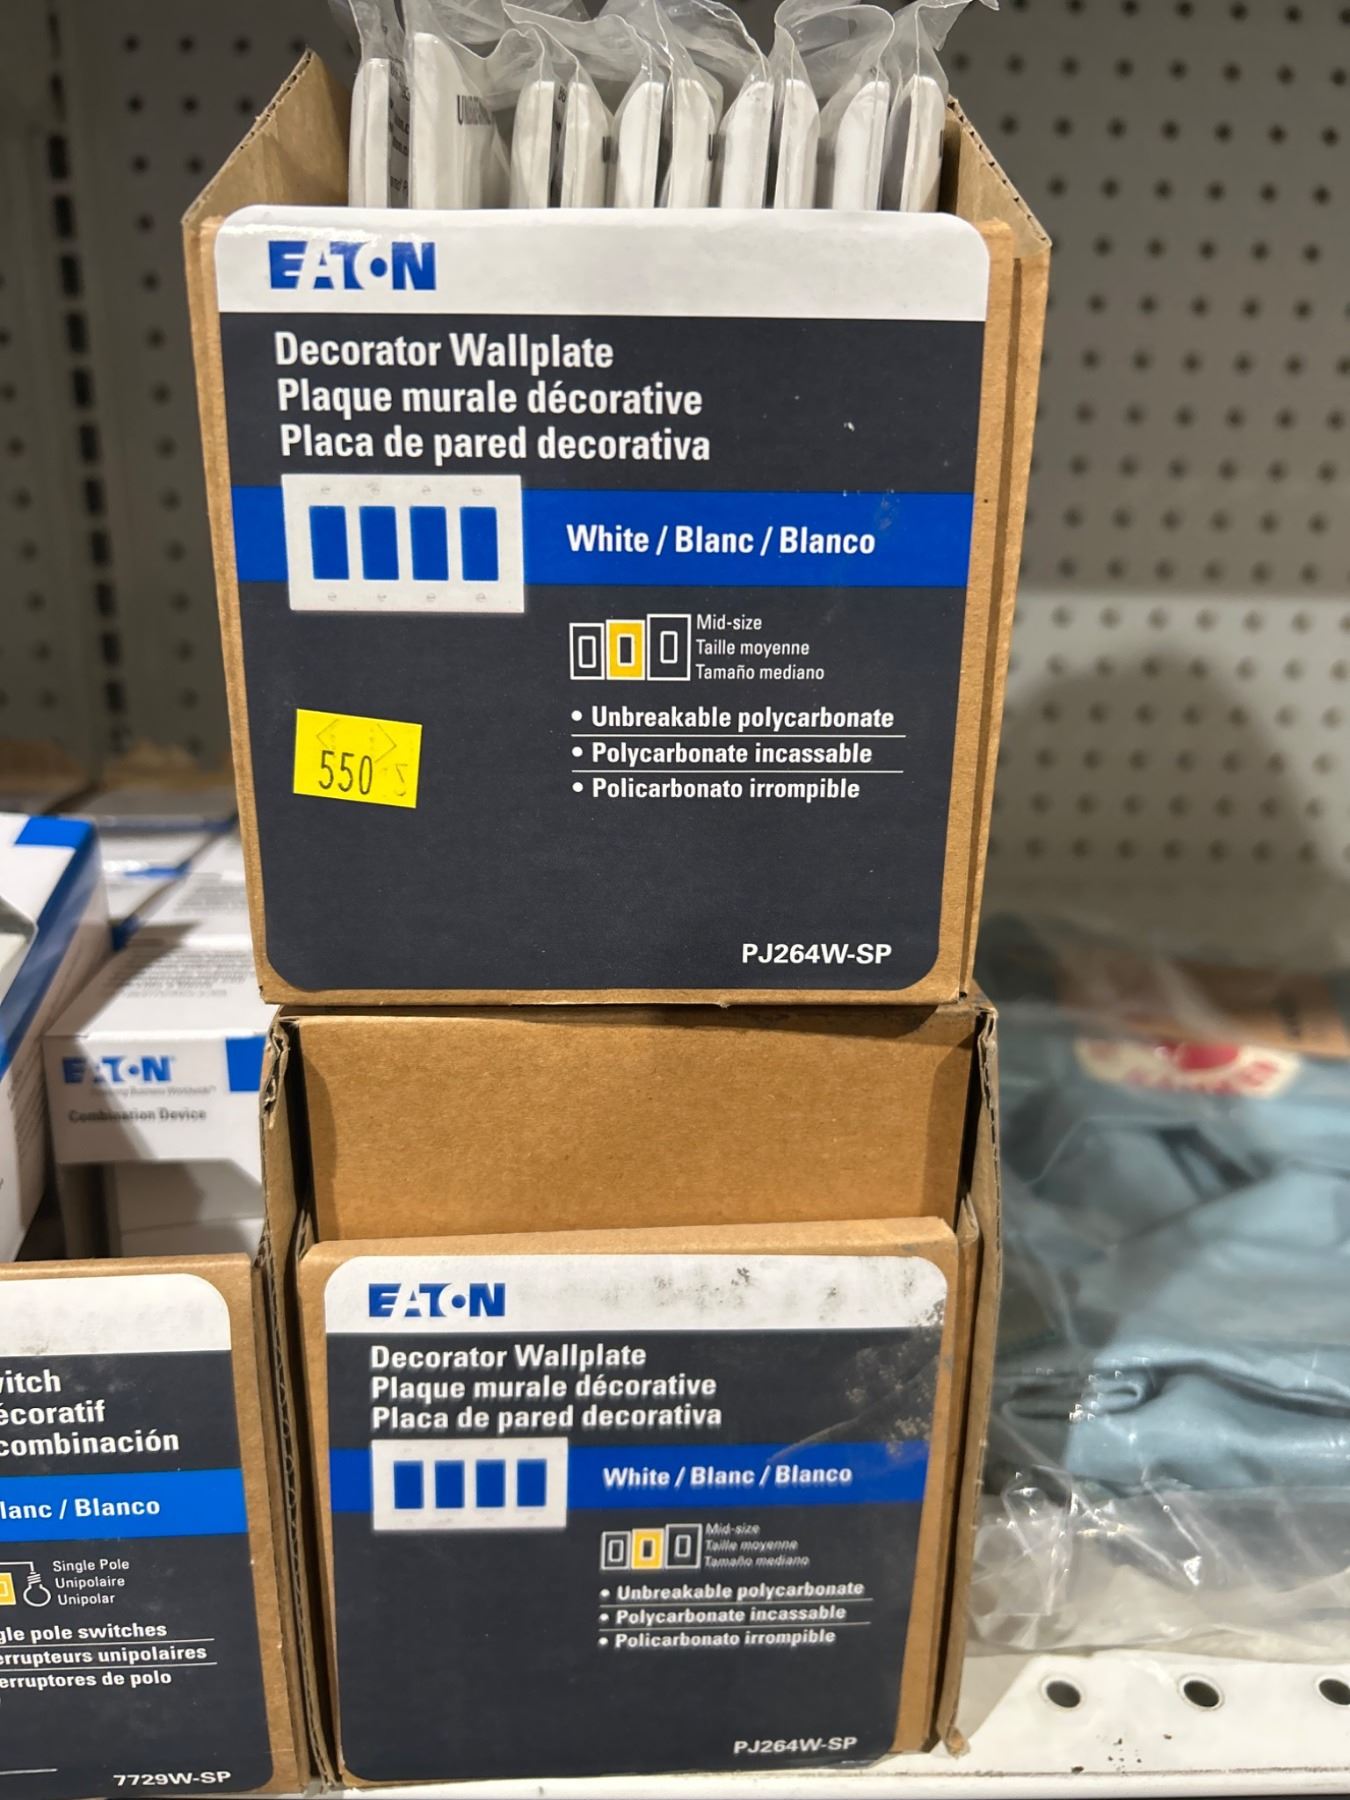 UNBREA
EATON
Decorator Wallplate
Plaque murale décorative
Placa de pared decorativa
White / Blanc / Blanco
Mid-size
Taille moyenne
Tamaño mediano
• Unbreakable polycarbonate
• Polycarbonate incassable
• Policarbonato irrompible
550
PJ264W-SP
EATON
Combination Device
EATON
Decorator Wallplate
Plaque murale décorative
Placa de pared decorativa
White / Blanc / Blanco
Mid-size
Taille moyenne
Tamaño mediano
• Unbreakable polycarbonate
• Polycarbonate incassable
• Policarbonato irrompible
PJ264W-SP
itch
écoratif
combinación
lanc / Blanco
Single Pole
Unipolaire
Unipolar
gle pole switches
errupteurs unipolaires
erruptores de polo
7729W-SP